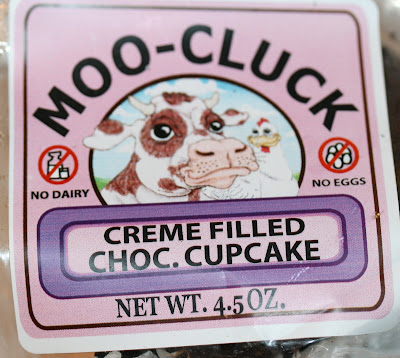 MOO-CLUCK
NO DAIRY
NO EGGS
CREME FILLED
CHOC. CUPCAKE
NET WT. 4.5OZ.